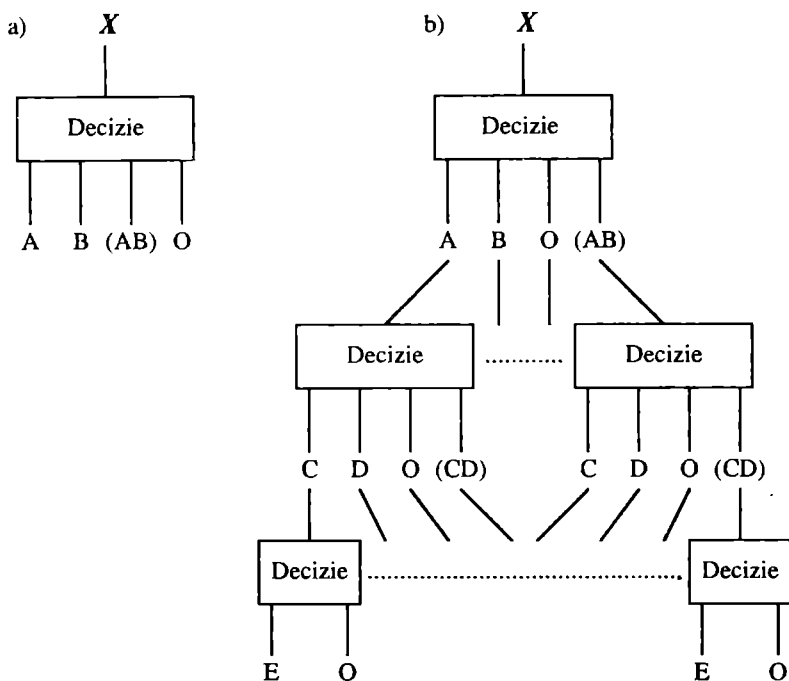 a) X b) X
Decizie Decizie
A B (AB) O A B O (AB)
Decizie Decizie
C D O (CD) C D O (CD)
Decizie Decizie
E O E O